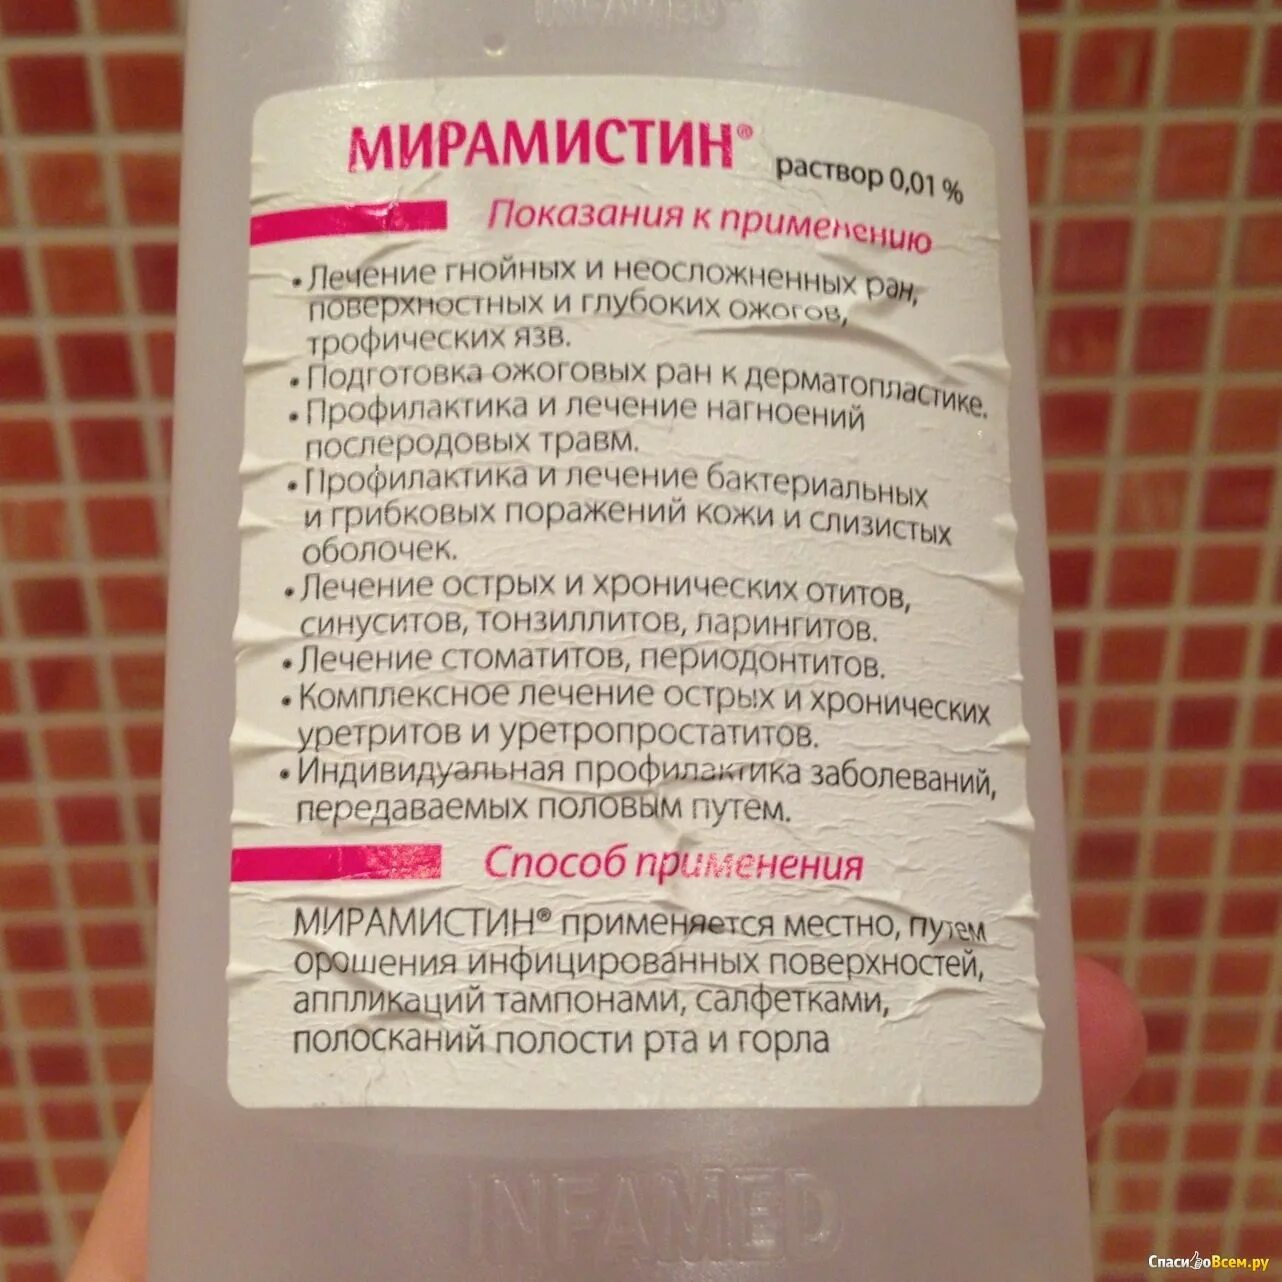 INFAMED
МИРАМИСТИН® раствор 0,01 %
Показания к применению
• Лечение гнойных и неосложненных ран,
поверхностных и глубоких ожогов,
трофических язв.
• Подготовка ожоговых ран к дерматопластике.
• Профилактика и лечение нагноений
послеродовых травм.
• Профилактика и лечение бактериальных
и грибковых поражений кожи и слизистых
оболочек.
• Лечение острых и хронических отитов,
синуситов, тонзиллитов, ларингитов.
• Лечение стоматитов, периодонтитов.
• Комплексное лечение острых и хронических
уретритов и уретропростатитов.
• Индивидуальная профилактика заболеваний,
передаваемых половым путем.
Способ применения
МИРАМИСТИН® применяется местно, путем
орошения инфицированных поверхностей,
аппликаций тампонами, салфетками,
полосканий полости рта и горла
INFAMED
СпасибоВсем.ру